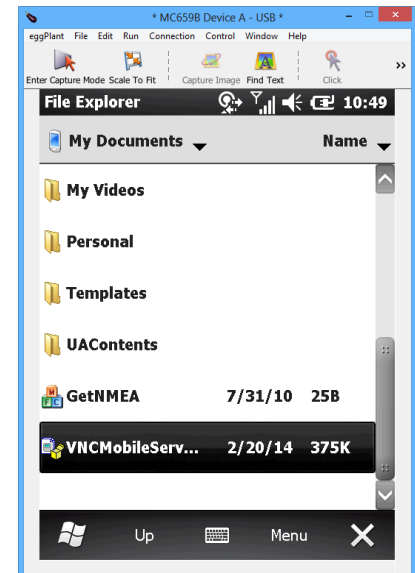 * MC659B Device A - USB *
eggPlant File Edit Run Connection Control Window Help
Enter Capture Mode Scale To Fit Capture Image Find Text Click
File Explorer 10:49
My Documents Name
My Videos
Personal
Templates
UAContents
GetNMEA 7/31/10 25B
VNCMobileServ... 2/20/14 375K
Up Menu